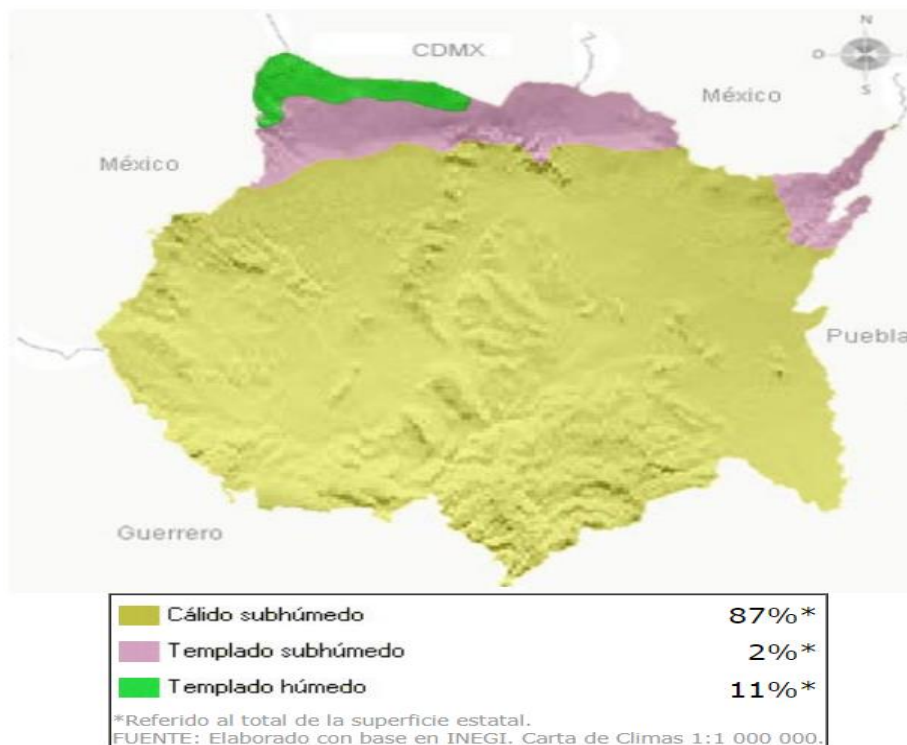 N
CDMX
O
S
México
México
Puebla
Guerrero
Cálido subhúmedo 87%*
Templado subhúmedo 2%*
Templado húmedo 11%*
*Referido al total de la superficie estatal.
FUENTE: Elaborado con base en INEGI. Carta de Climas 1:1 000 000.